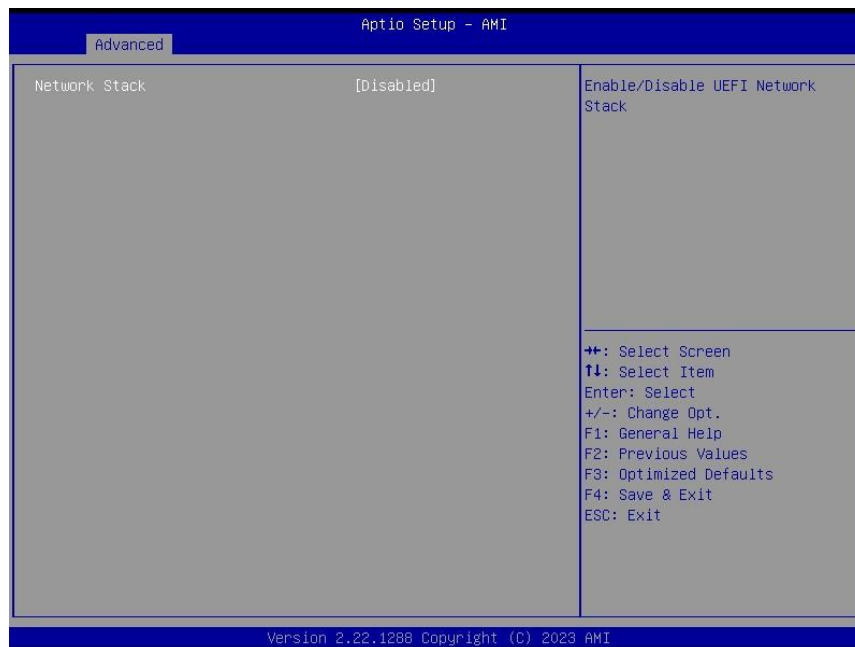 Aptio Setup – AMI
Advanced
Network Stack [Disabled]
Enable/Disable UEFI Network
Stack
→←: Select Screen
↑↓: Select Item
Enter: Select
+/-: Change Opt.
F1: General Help
F2: Previous Values
F3: Optimized Defaults
F4: Save & Exit
ESC: Exit
Version 2.22.1288 Copyright (C) 2023 AMI